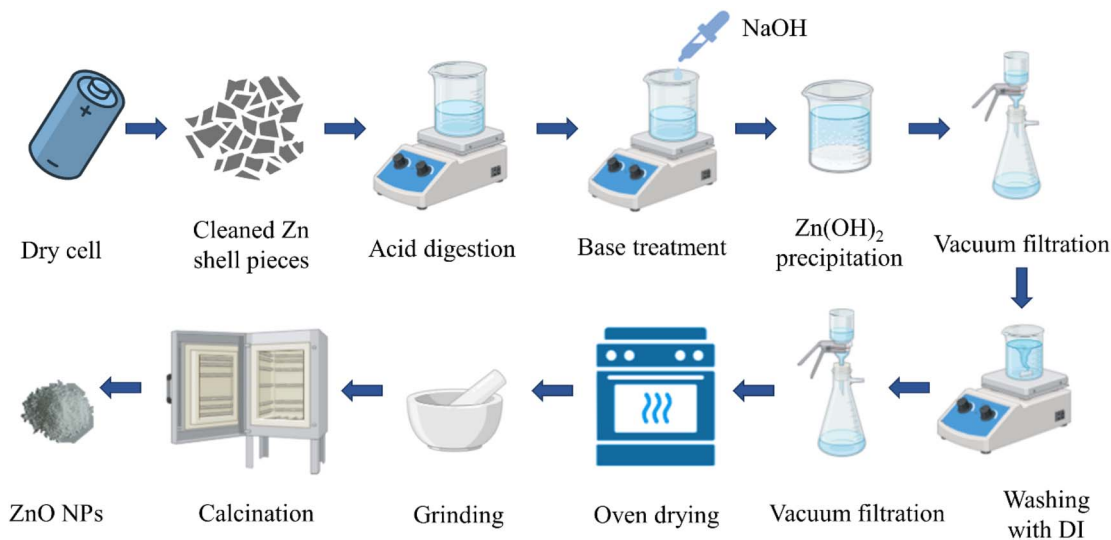 NaOH
Dry cell
Cleaned Zn
shell pieces
Acid digestion
Base treatment
Zn(OH)₂
precipitation
Vacuum filtration
Washing
with DI
Vacuum filtration
Oven drying
Grinding
Calcination
ZnO NPs